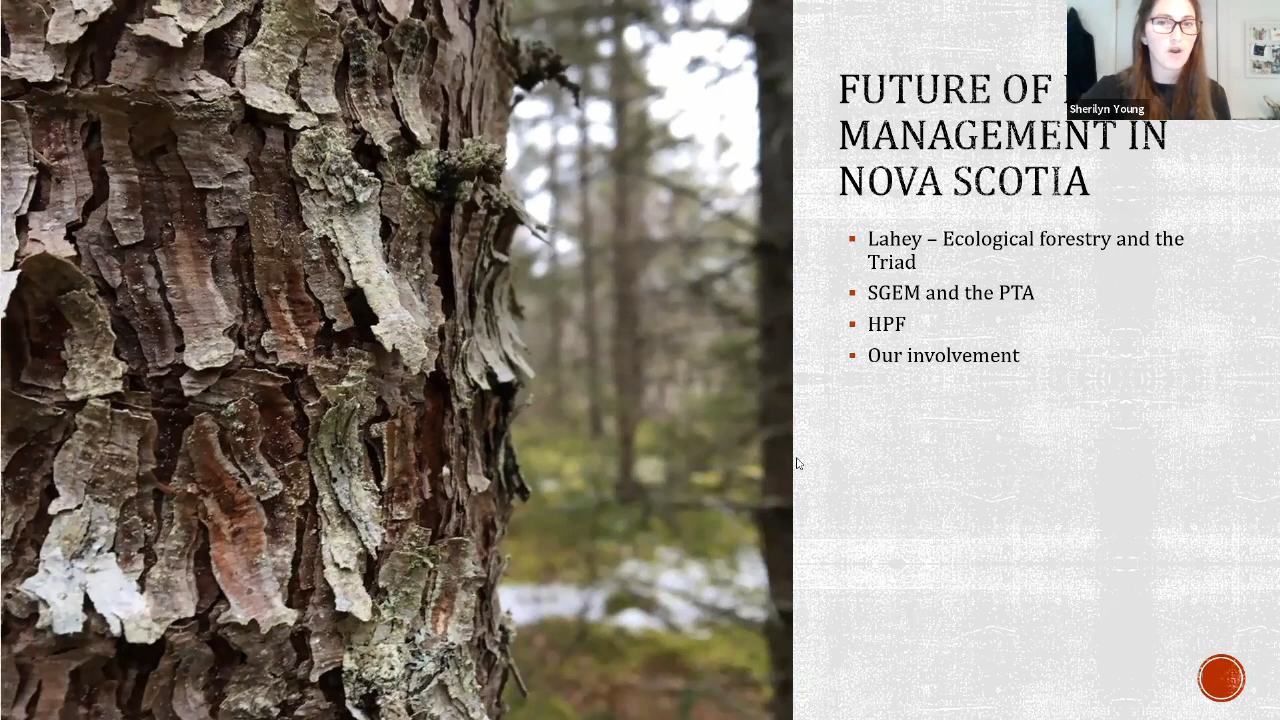 FUTURE OF
MANAGEMENT IN
NOVA SCOTIA
Sherilyn Young
▪ Lahey – Ecological forestry and the
Triad
▪ SGEM and the PTA
▪ HPF
▪ Our involvement